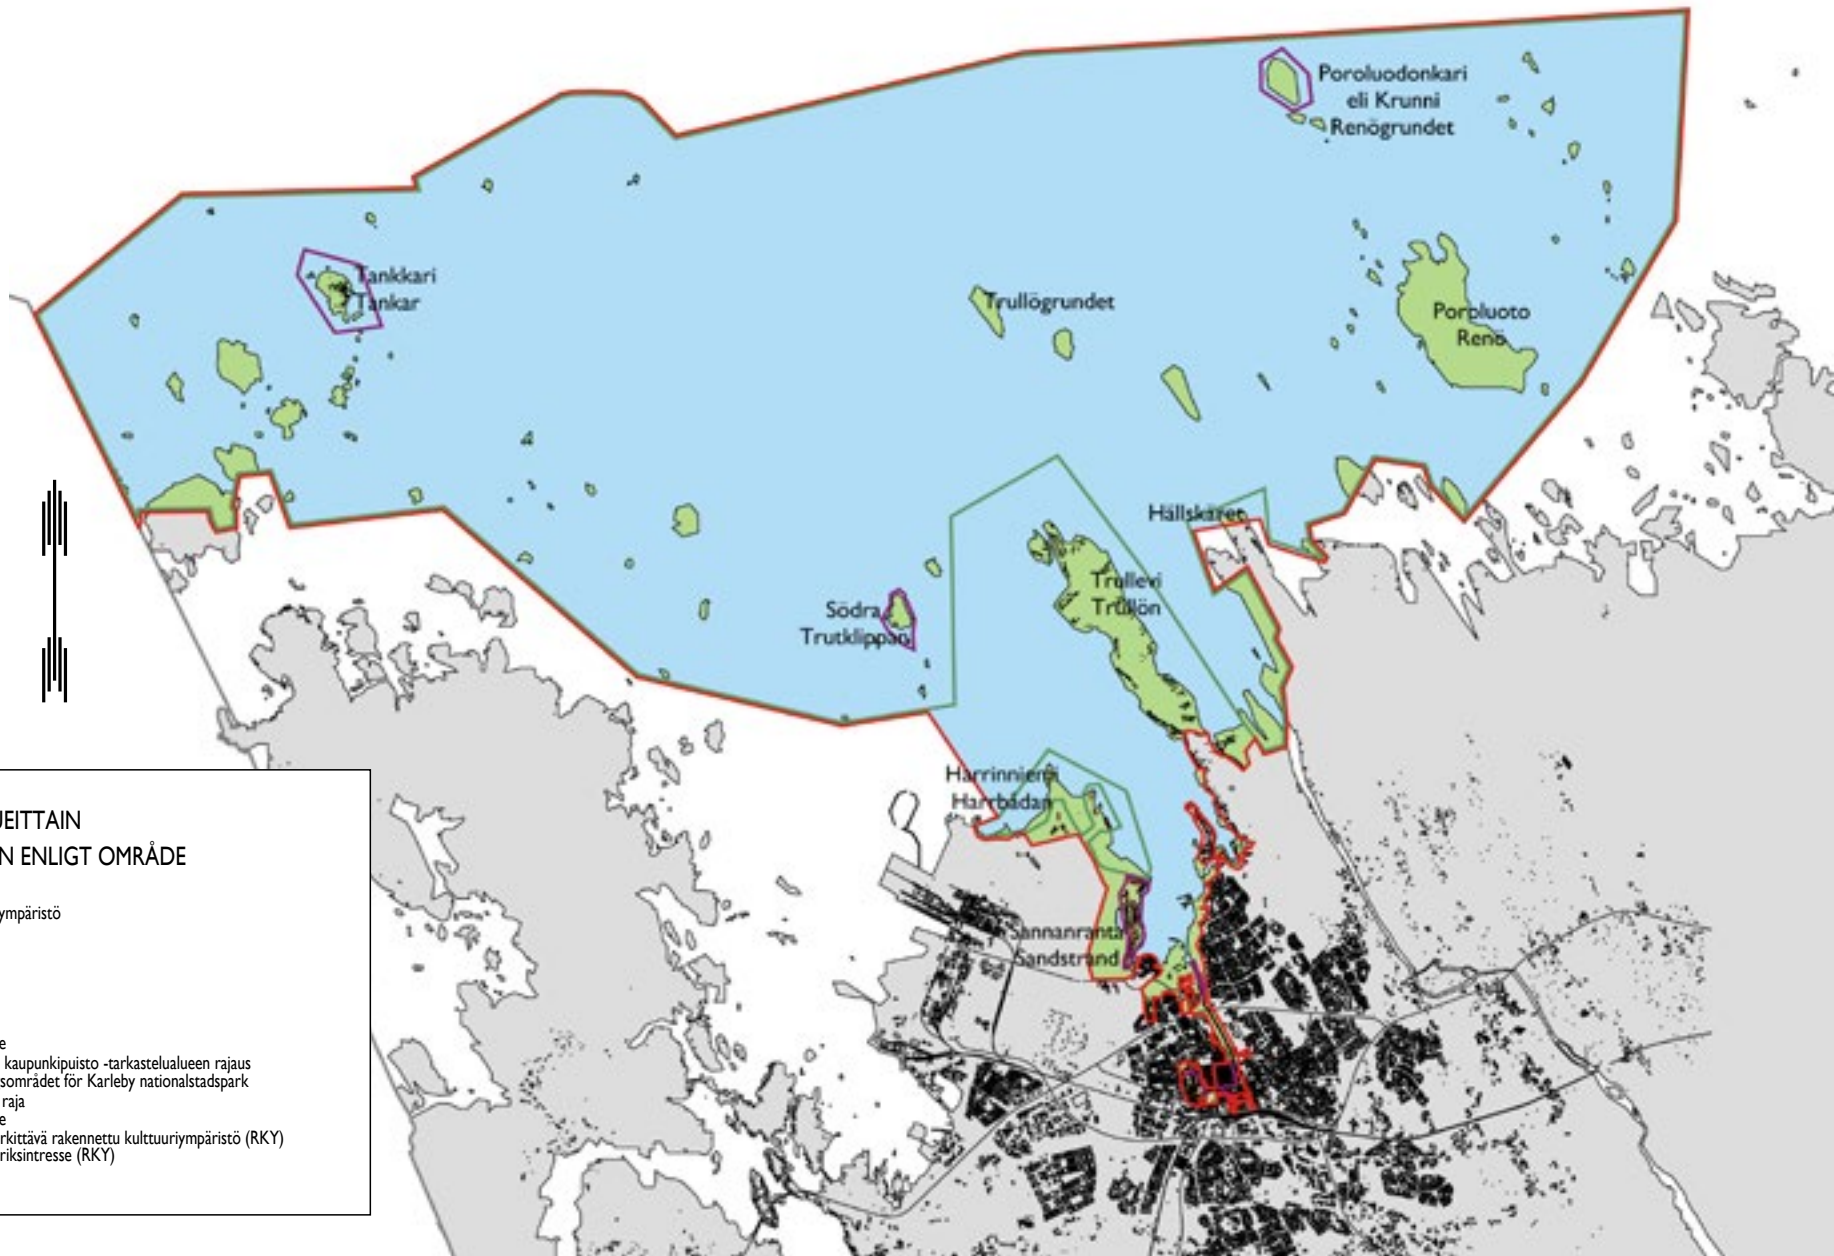 Poroluodonkari
eli Krunni
Renögrundet
Tankkari
Tankar
Trullögrundet
Poroluoto
Renö
Hällskäret
Trullevi
Trullön
Södra
Trutklippan
Harrinniemi
Harrbådan
Sannanranta
Sandstrand
JEITTAIN
N ENLIGT OMRÅDE
ympäristö
e
kaupunkipuisto -tarkastelualueen rajaus
sområdet för Karleby nationalstadspark
raja
e
rkittävä rakennettu kulttuuriympäristö (RKY)
riksintresse (RKY)